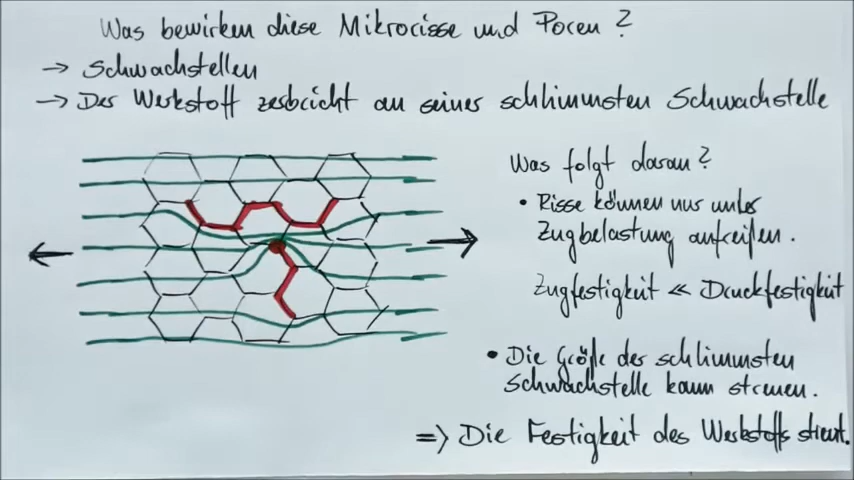 Was bewirken diese Mikrorisse und Poren?
→ Schwachstellen
→ Der Werkstoff zerbricht an seiner schlimmsten Schwachstelle
Was folgt daran?
• Risse können nur unter
Zugbelastung aufreißen.
Zugfestigkeit << Druckfestigkeit
• Die Größe der schlimmsten
Schwachstelle kann streuen.
=> Die Festigkeit des Werkstoffs streut.